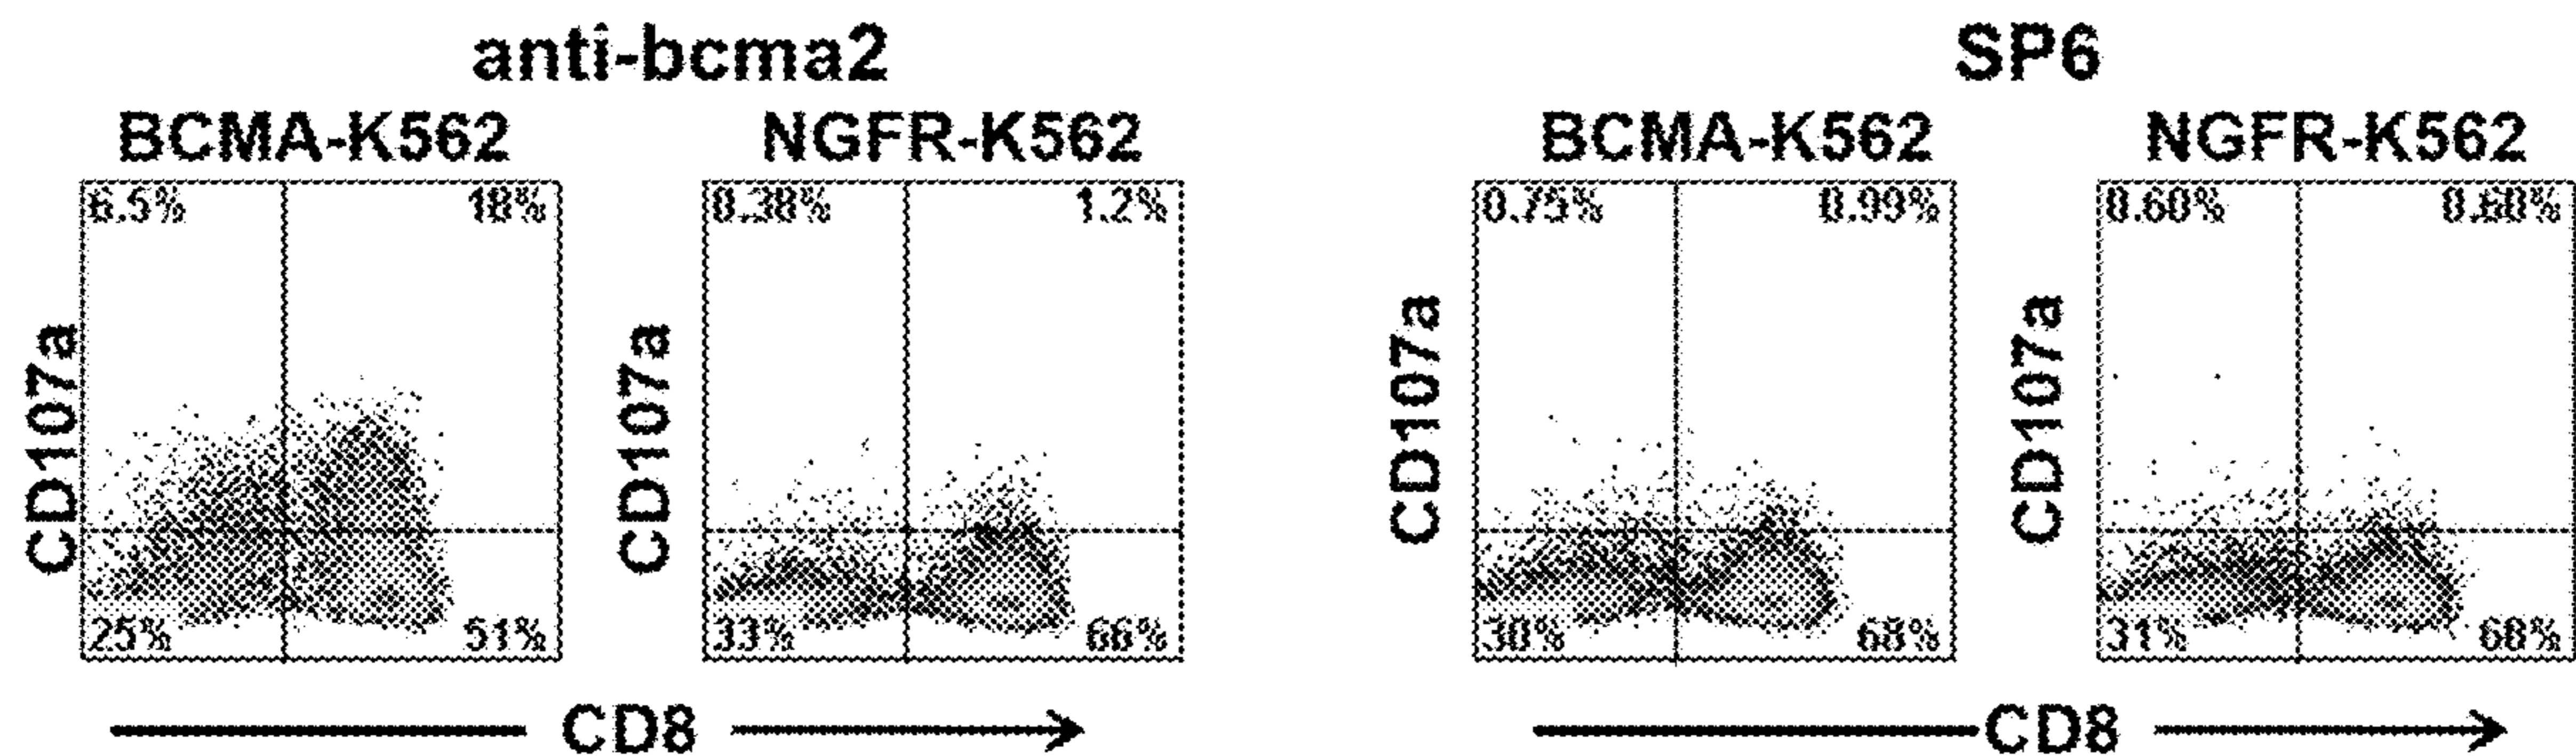 anti-bcma2 SP6
BCMA-K562 NGFR-K562 BCMA-K562 NGFR-K562
6.5% 18% 0.38% 1.2% 0.75% 0.99% 0.60% 0.60%
CD107a CD107a CD107a CD107a
25% 51% 33% 66% 30% 68% 31% 68%
CD8 CD8